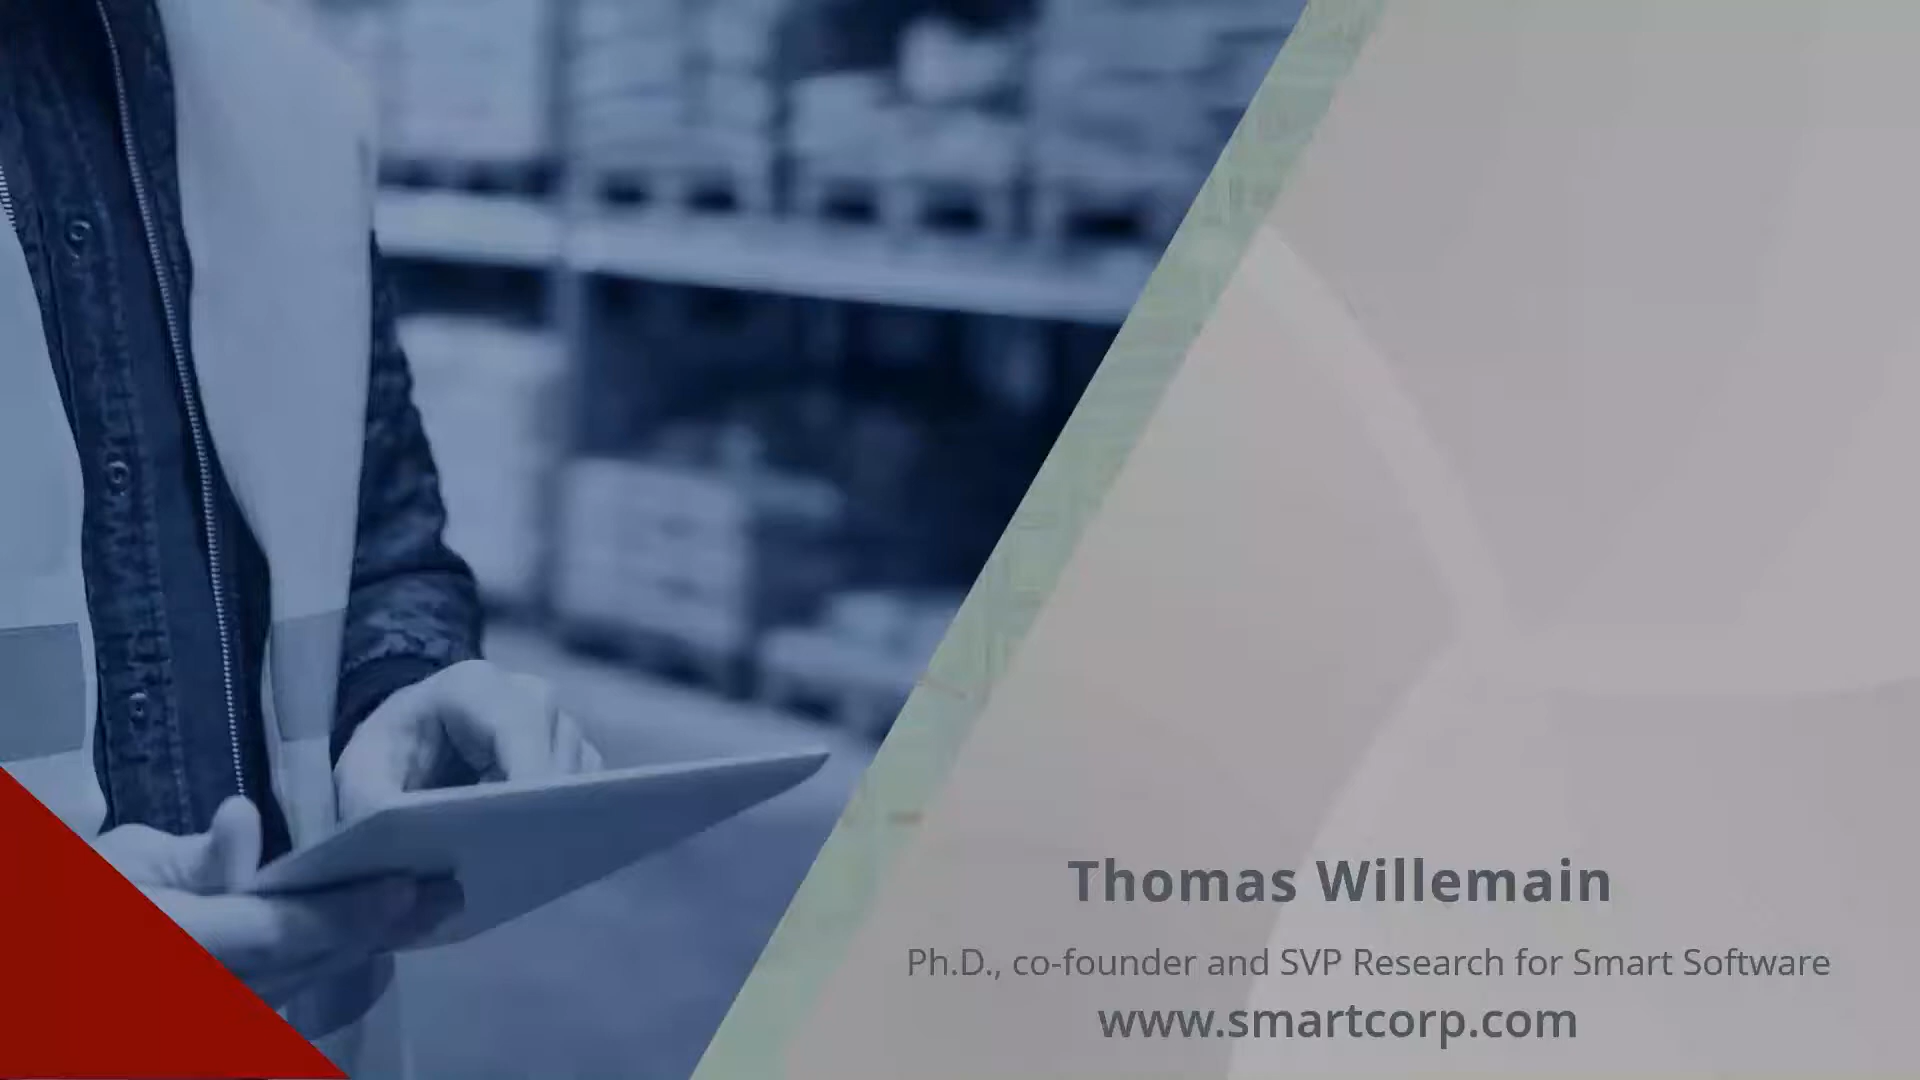 Thomas Willemain
Ph.D., co-founder and SVP Research for Smart Software
www.smartcorp.com